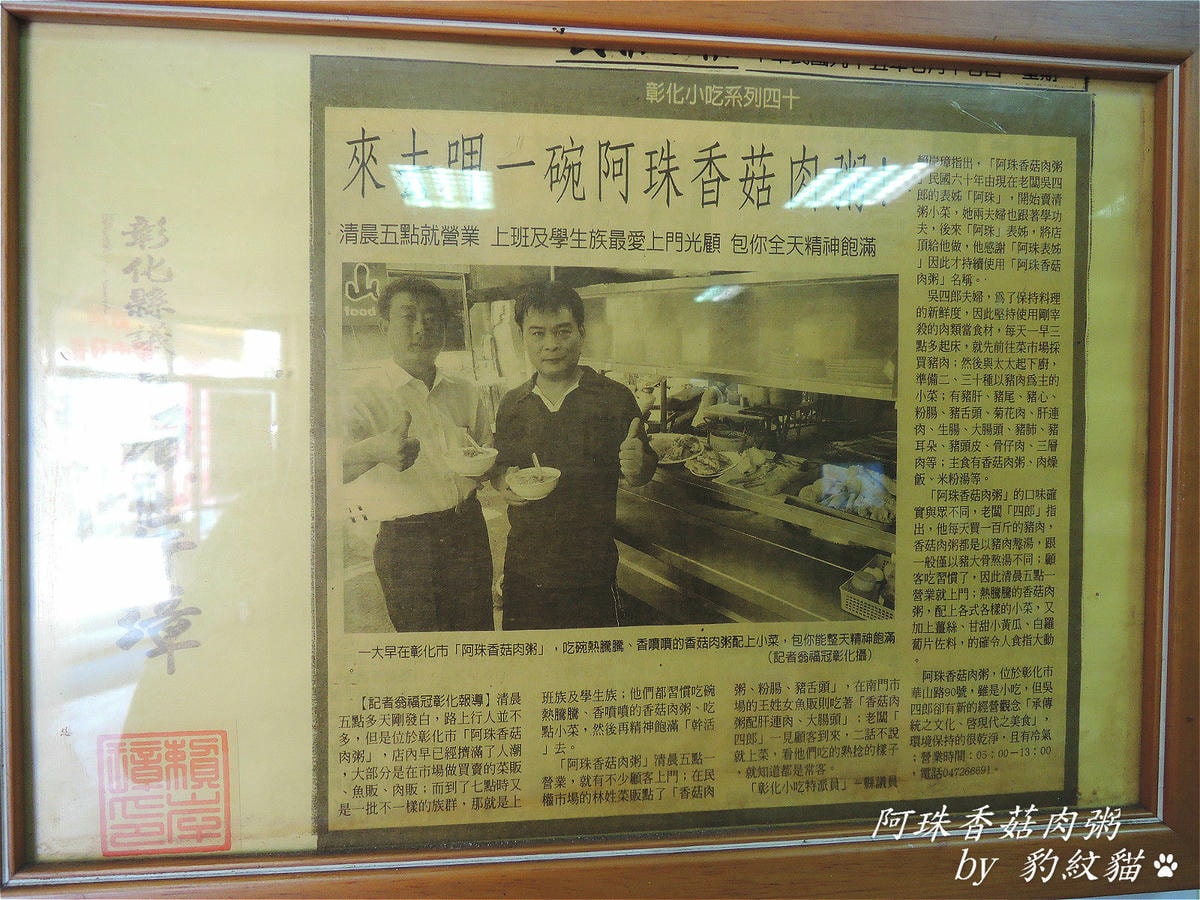 彰化小吃系列四十
來士呷一碗阿珠香菇肉粥!
清晨五點就營業 上班及學生族最愛上門光顧 包你全天精神飽滿
山
food
一大早在彰化市「阿珠香菇肉粥」，吃碗熱騰騰、香噴噴的香菇肉粥配上小菜，包你能整天精神飽滿
（記者翁福冠彰化攝）
【記者翁福冠彰化報導】清晨
五點多天剛發白，路上行人並不
多，但是位於彰化市「阿珠香菇
肉粥」，店內早已經擠滿了人潮
，大部分是在市場做買賣的菜販
、魚販、肉販；而到了七點時又
是一批不一樣的族群，那就是上
班族及學生族；他們都習慣吃碗
熱騰騰、香噴噴的香菇肉粥、吃
點小菜，然後再精神飽滿「幹活
」去。
「阿珠香菇肉粥」清晨五點一
營業，就有不少顧客上門；在民
權市場的林姓菜販點了「香菇肉
粥、粉腸、豬舌頭」，在南門市
場的王姓女魚販則吃著「香菇肉
粥配肝連肉、大腸頭」；老闆「
四郎」一見顧客到來，二話不說
就上菜，看他們吃的熟捻的樣子
，就知道都是常客。
「彰化小吃特派員」－縣議員
賴岸璋指出，「阿珠香菇肉粥
」民國六十年由現在老闆吳四
郎的表姊「阿珠」，開始賣清
粥小菜，她兩夫婦也跟著學功
夫，後來「阿珠」表姊，將店
頂給他做，他感謝「阿珠表姊
」因此才持續使用「阿珠香菇
肉粥」名稱。
吳四郎夫婦，爲了保持料理
的新鮮度，因此堅持使用剛宰
殺的肉類當食材，每天一早三
點多起床，就先前往菜市場採
買豬肉；然後與太太起下廚，
準備二、三十種以豬肉爲主的
小菜；有豬肝、豬尾、豬心、
粉腸、豬舌頭、菊花肉、肝連
肉、生腸、大腸頭、豬肺、豬
耳朵、豬頭皮、骨仔肉、三層
肉等；主食有香菇肉粥、肉燥
飯、米粉湯等。
「阿珠香菇肉粥」的口味確
實與眾不同，老闆「四郎」指
出，他每天買一百斤的豬肉，
香菇肉粥都是以豬肉熬湯，跟
一般僅以豬大骨熬湯不同；顧
客吃習慣了，因此清晨五點一
營業就上門；熱騰騰的香菇肉
粥，配上各式各樣的小菜，又
加上薑絲、甘甜小黃瓜、白羅
蔔片佐料，的確令人食指大動
。
阿珠香菇肉粥，位於彰化市
華山路90號，雖是小吃，但吳
四郎卻有新的經營觀念「承傳
統之文化、啓現代之美食」，
環境保持的很乾淨，且有冷氣
；營業時間：05：00－13：00
，電話047266691。
彰化縣議
璋
賴岸
璋印
阿珠香菇肉粥
by 豹紋貓